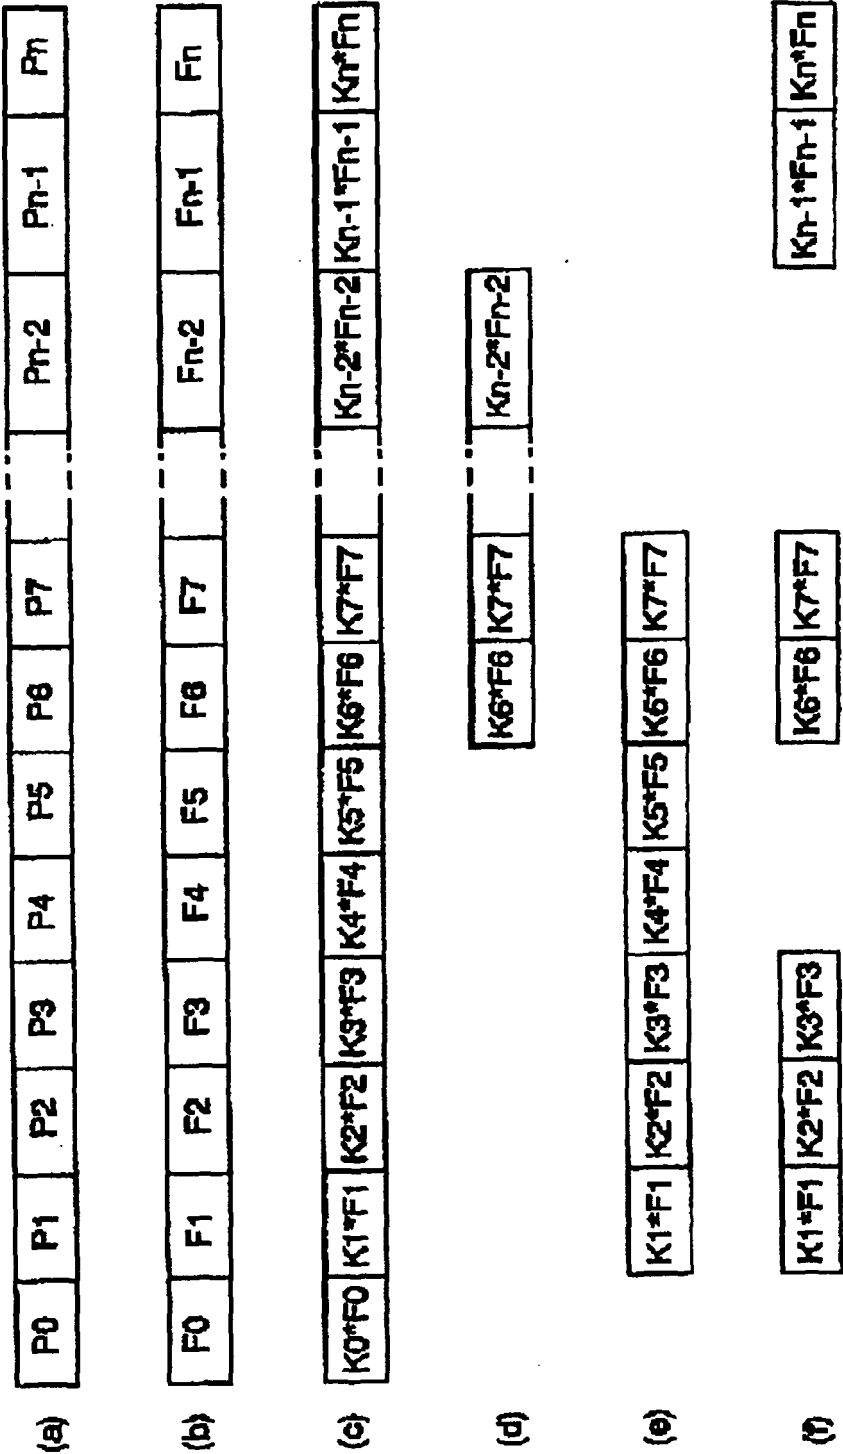 (a) P0 P1 P2 P3 P4 P5 P6 P7 Pn-2 Pn-1 Pn
(b) F0 F1 F2 F3 F4 F5 F6 F7 Fn-2 Fn-1 Fn
(c) K0*F0 K1*F1 K2*F2 K3*F3 K4*F4 K5*F5 K6*F6 K7*F7 Kn-2*Fn-2 Kn-1*Fn-1 Kn*Fn
(d) K6*F6 K7*F7 Kn-2*Fn-2
(e) K1*F1 K2*F2 K3*F3 K4*F4 K5*F5 K6*F6 K7*F7
(f) K1*F1 K2*F2 K3*F3 K6*F6 K7*F7 Kn-1*Fn-1 Kn*Fn